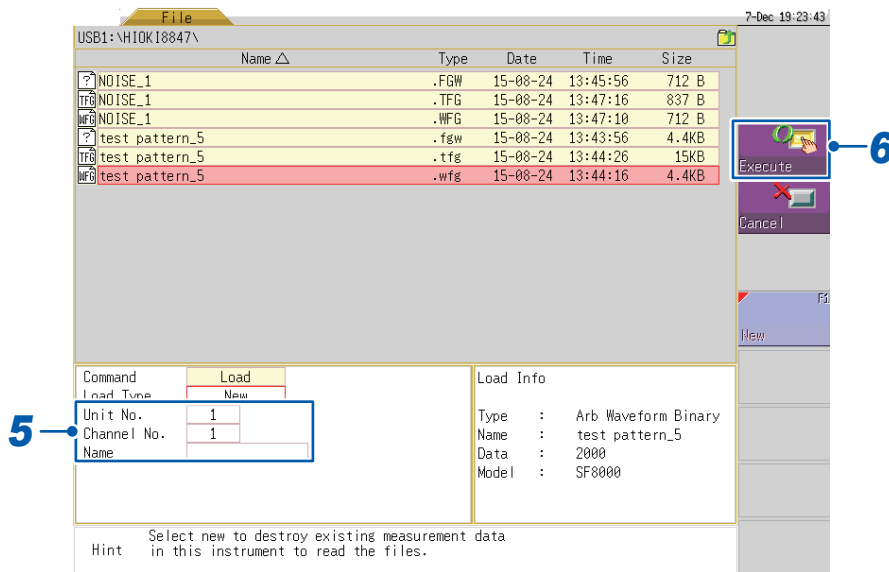 File
7-Dec 19:23:43
USB1:\HIOKI8847\
Name △ Type Date Time Size
? NOISE_1 .FGW 15-08-24 13:45:56 712 B
TFG NOISE_1 .TFG 15-08-24 13:47:16 837 B
WFG NOISE_1 .WFG 15-08-24 13:47:10 712 B
? test pattern_5 .fgw 15-08-24 13:43:56 4.4KB
TFG test pattern_5 .tfg 15-08-24 13:44:26 15KB
WFG test pattern_5 .wfg 15-08-24 13:44:16 4.4KB
Execute
6
Cancel
New
Command Load
Load Type New
5
Unit No. 1
Channel No. 1
Name
Load Info
Type : Arb Waveform Binary
Name : test pattern_5
Data : 2000
Model : SF8000
Hint Select new to destroy existing measurement data
in this instrument to read the files.